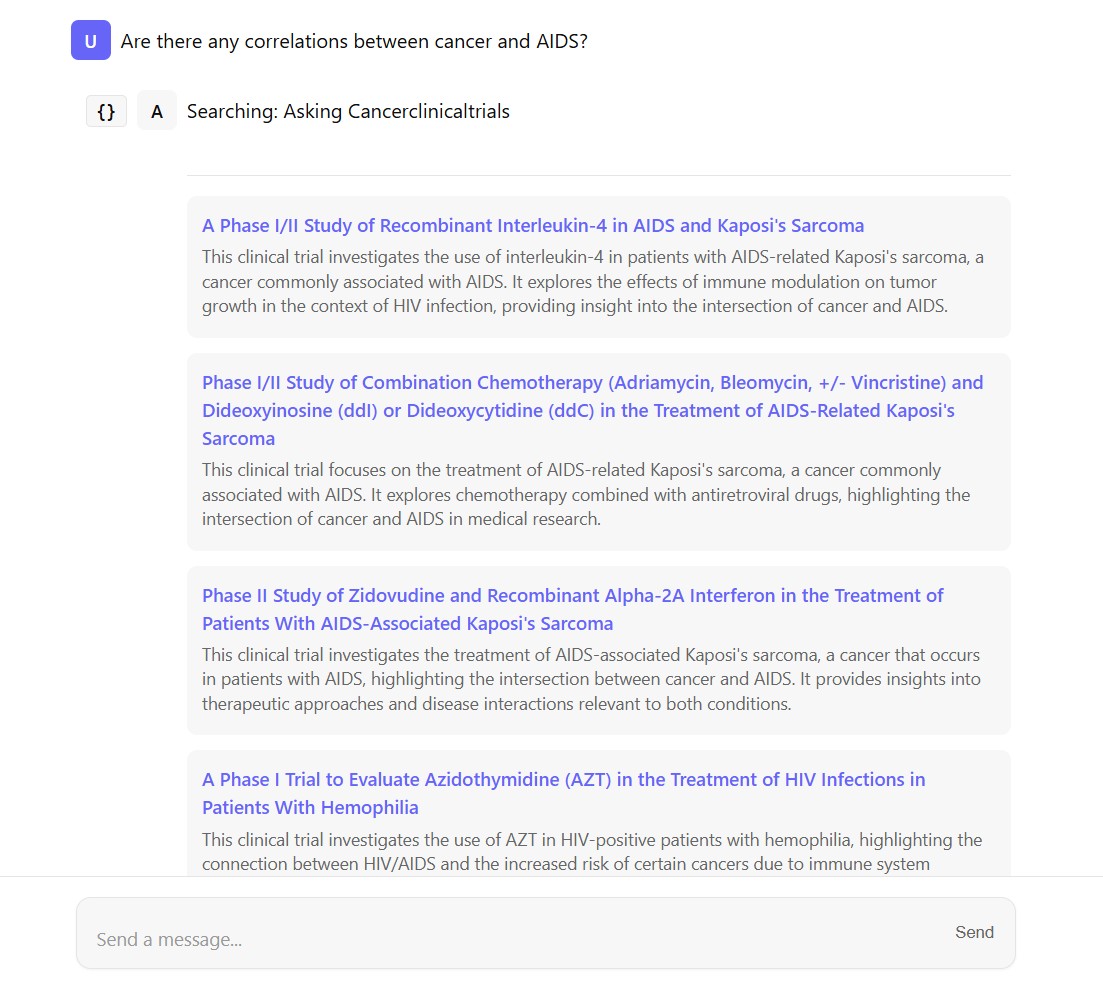 U
Are there any correlations between cancer and AIDS?
{}
A
Searching: Asking Cancerclinicaltrials
A Phase I/II Study of Recombinant Interleukin-4 in AIDS and Kaposi's Sarcoma
This clinical trial investigates the use of interleukin-4 in patients with AIDS-related Kaposi's sarcoma, a
cancer commonly associated with AIDS. It explores the effects of immune modulation on tumor
growth in the context of HIV infection, providing insight into the intersection of cancer and AIDS.
Phase I/II Study of Combination Chemotherapy (Adriamycin, Bleomycin, +/- Vincristine) and
Dideoxyinosine (ddI) or Dideoxycytidine (ddC) in the Treatment of AIDS-Related Kaposi's
Sarcoma
This clinical trial focuses on the treatment of AIDS-related Kaposi's sarcoma, a cancer commonly
associated with AIDS. It explores chemotherapy combined with antiretroviral drugs, highlighting the
intersection of cancer and AIDS in medical research.
Phase II Study of Zidovudine and Recombinant Alpha-2A Interferon in the Treatment of
Patients With AIDS-Associated Kaposi's Sarcoma
This clinical trial investigates the treatment of AIDS-associated Kaposi's sarcoma, a cancer that occurs
in patients with AIDS, highlighting the intersection between cancer and AIDS. It provides insights into
therapeutic approaches and disease interactions relevant to both conditions.
A Phase I Trial to Evaluate Azidothymidine (AZT) in the Treatment of HIV Infections in
Patients With Hemophilia
This clinical trial investigates the use of AZT in HIV-positive patients with hemophilia, highlighting the
connection between HIV/AIDS and the increased risk of certain cancers due to immune system
Send a message...
Send